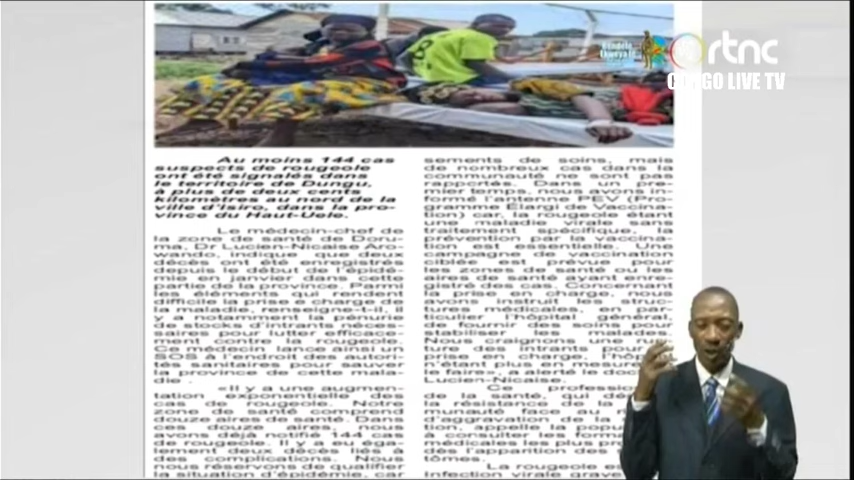 rtnc
CONGO LIVE TV
Au moins 144 cas
suspects de rougeole
ont été signalés dans
le territoire de Dungu,
à plus de deux cents
kilomètres au nord de la
ville d'Isiro, dans la pro-
vince du Haut-Uele.
Le médecin-chef de
la zone de santé de Doru-
ma, Dr Lucien-Nicaise Aro-
wando, indique que deux
décès ont été enregistrés
depuis le début de l'épidé-
mie en janvier dans cette
partie de la province. Parmi
les éléments qui rendent
difficile la prise e charge de
la maladie, renseigne-t-il, il
y a notamment la pénurie
de stocks d'intrants néces-
saires pour lutter efficace-
ment contre la rougeole.
Ce médecin lance ainsi un
SOS à l'endroit des autori-
tés sanitaires pour sauver
la province de cette mala-
die.
«Il y a une augmen-
tation exponentielle des
cas de rougeole. Notre
zone de santé comprend
douze aires de santé. Dans
ces douze aires, nous
avons déjà notifié 144 cas
de rougeole. Il y a eu éga-
lement deux décès liés à
des complications. Nous
nous réservons de qualifier
la situation d'épidémie, car
sements de soins, mais
de nombreux cas dans la
communauté ne sont pas
rapportés. Dans un pre-
mier temps, nous avons in-
formé l'antenne PEV (Pro-
gramme Elargi de Vaccina-
tion) car, la rougeole étant
une maladie virale sans
traitement spécifique, la
prévention par la vaccina-
tion est essentielle. Une
campagne de vaccination
ciblée est prévue pour
les zones de santé ou les
aires de santé ayant enre-
gistré des cas. Concernant
la prise en charge, nous
avons instruit les struc-
tures médicales, en par-
ticulier l'hôpital général,
de fournir des soins pour
stabiliser les malades.
Nous craignons une
ture des intrants pour
prise en charge, l'hôp
n'étant plus en mesure
le faire», a alerté le doc
Lucien-Nicaise.
Ce profession
de la santé, qui dé
la résistance de la
munauté face au
d'aggravation de la
tion, appelle la popu
à consulter les forma
médicales les plus pr
dès l'apparition des
tômes.
La rougeole es
infection virale grav